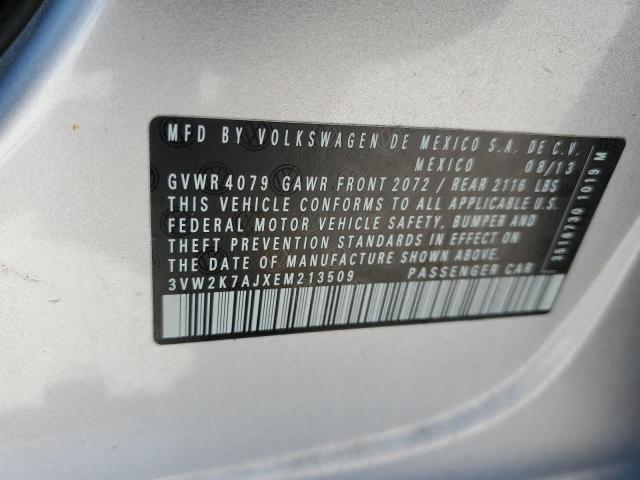 MFD BY VOLKSWAGEN DE MEXICO S.A. DE C.V.
MEXICO 08/13
GVWR 4079 GAWR FRONT 2072 / REAR 2116 LBS
THIS VEHICLE CONFORMS TO ALL APPLICABLE U.S.
FEDERAL MOTOR VEHICLE SAFETY, BUMPER AND
THEFT PREVENTION STANDARDS IN EFFECT ON
THE DATE OF MANUFACTURE SHOWN ABOVE.
3VW2K7AJXEM213509 PASSENGER CAR
1019 M